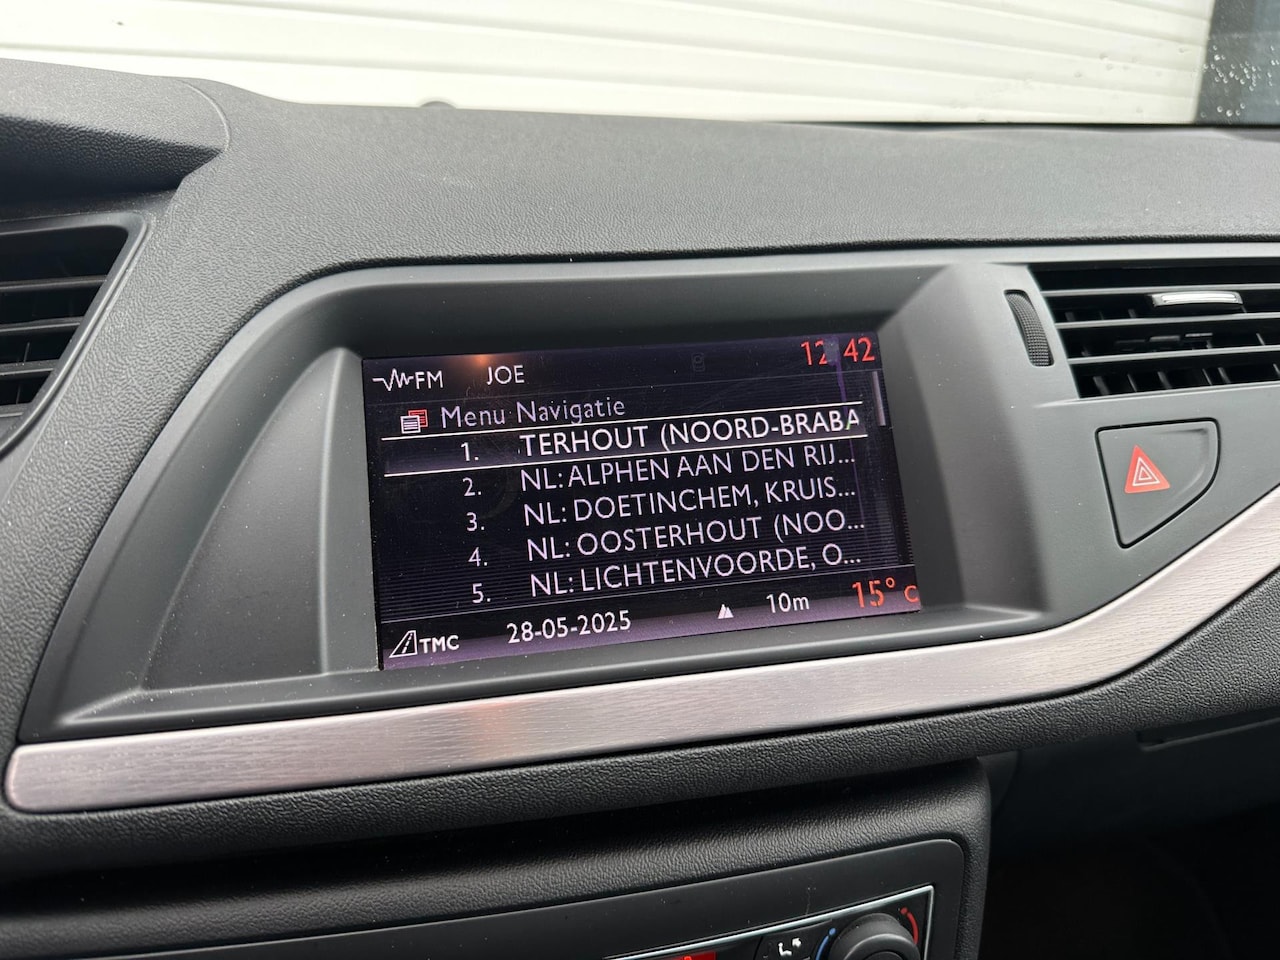 FM JOE 12 42
Menu Navigatie
1. TERHOUT (NOORD-BRABA
2. NL: ALPHEN AAN DEN RIJ...
3. NL: DOETINCHEM, KRUIS...
4. NL: OOSTERHOUT (NOO...
5. NL: LICHTENVOORDE, O...
TMC 28-05-2025 10m 15° C